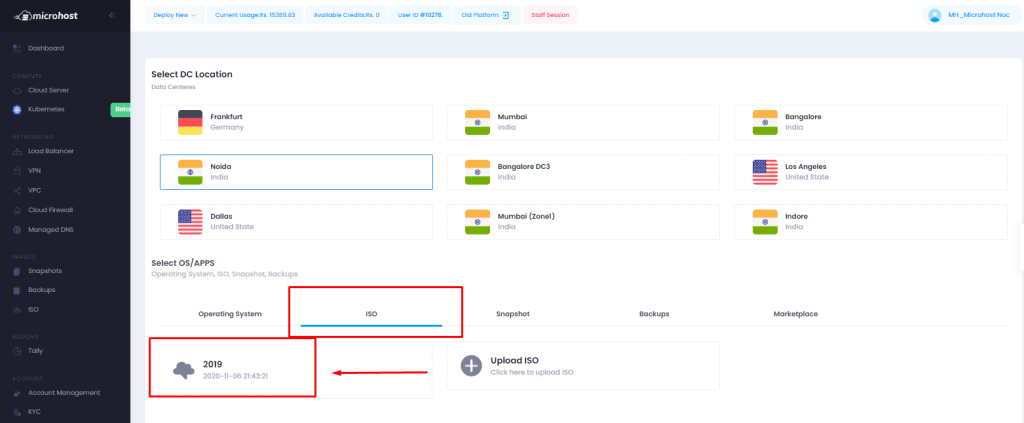 microhost
Deploy New
Current Usage:Rs. 15389.83
Available Credits:Rs. 0
User ID #10278.
Old Platform
Staff Session
MH_Microhost Noc
Dashboard
COMPUTE
Cloud Server
Kubernetes
Beta
NETWORKING
Load Balancer
VPN
VPC
Cloud Firewall
Managed DNS
IMAGES
Snapshots
Backups
ISO
ADDONS
Tally
ACCOUNT
Account Management
KYC
Select DC Location
Data Centeres
Frankfurt
Germany
Mumbai
India
Bangalore
India
Noida
India
Bangalore DC3
India
Los Angeles
United State
Dallas
United State
Mumbai (Zone1)
India
Indore
India
Select OS/APPS
Operating System, ISO, Snapshot, Backups
Operating System
ISO
Snapshot
Backups
Marketplace
2019
2020-11-06 21:43:21
Upload ISO
Click here to upload ISO